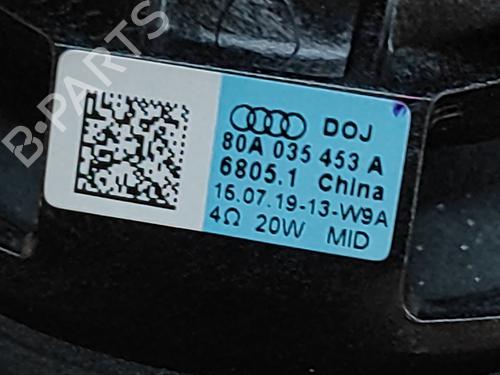 B-PARTS
DOJ
80A 035 453 A
6805.1 China
16.07.19-13-W9A
4Ω 20W MID